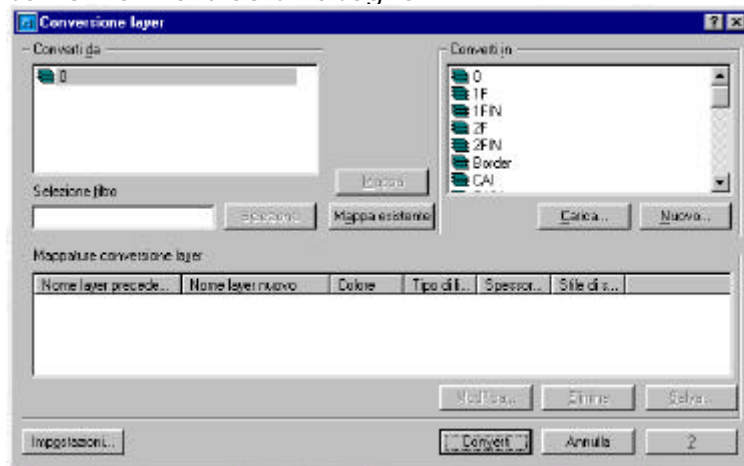 Conversione layer
Converti da
0
Selezione filtro
Seleziona
Mappa
Mappa esistente
Converti in
0
1F
1FIN
2F
2FIN
Border
CAI
Carica...
Nuovo...
Mappature conversione layer
Nome layer precede... Nome layer nuovo Colore Tipo di li... Spessor... Stile di s...
Modifica... Elimina Salva...
Impostazioni... Converti Annulla ?